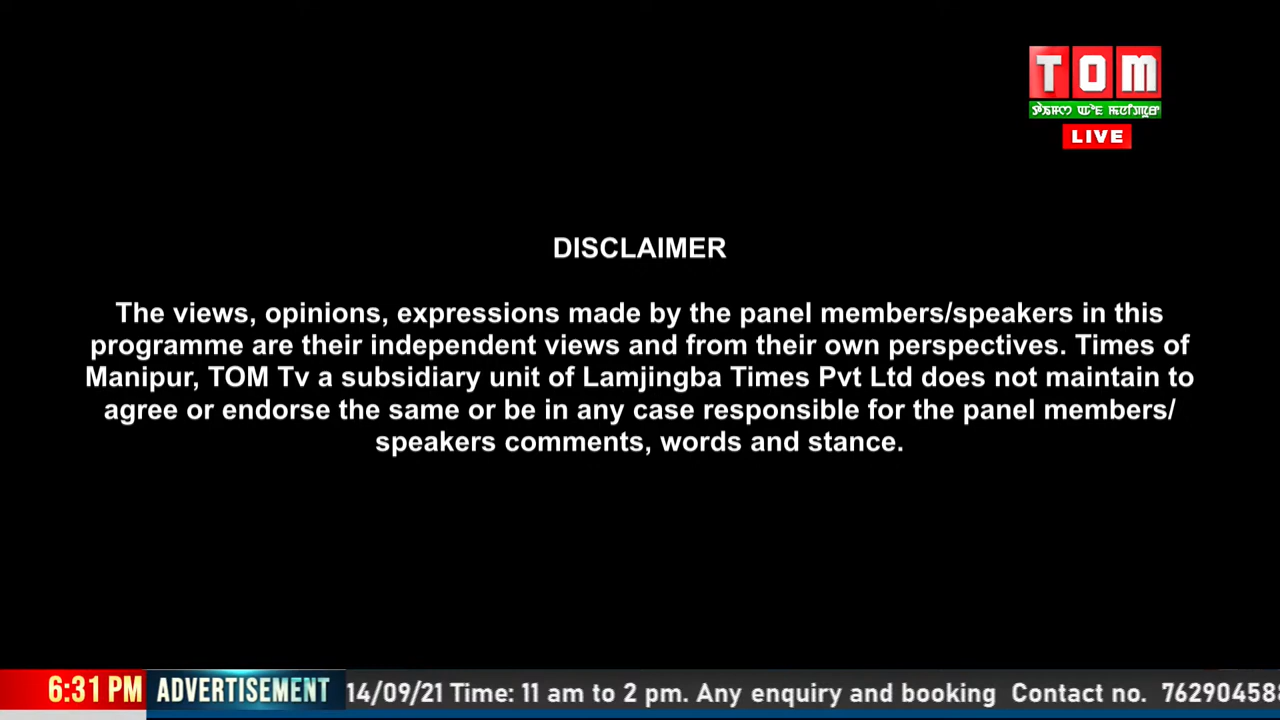 TOM
LIVE
DISCLAIMER
The views, opinions, expressions made by the panel members/speakers in this
programme are their independent views and from their own perspectives. Times of
Manipur, TOM Tv a subsidiary unit of Lamjingba Times Pvt Ltd does not maintain to
agree or endorse the same or be in any case responsible for the panel members/
speakers comments, words and stance.
6:31 PM ADVERTISEMENT 14/09/21 Time: 11 am to 2 pm. Any enquiry and booking Contact no. 76290458